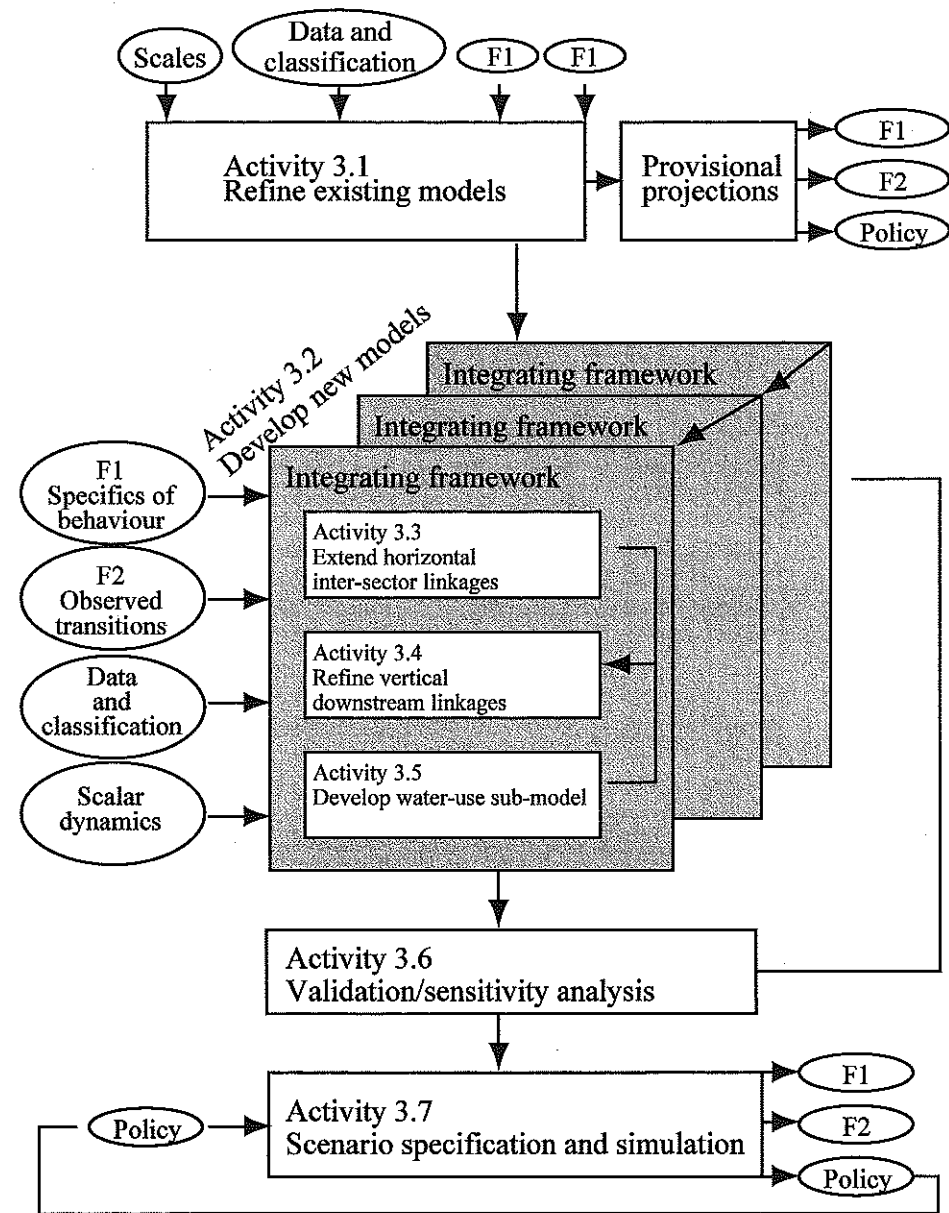 Scales
Data and
classification
F1
F1
Activity 3.1
Refine existing models
Provisional
projections
F1
F2
Policy
Activity 3.2
Develop new models
Integrating framework
Integrating framework
Integrating framework
F1
Specifics of
behaviour
F2
Observed
transitions
Data
and
classification
Scalar
dynamics
Activity 3.3
Extend horizontal
inter-sector linkages
Activity 3.4
Refine vertical
downstream linkages
Activity 3.5
Develop water-use sub-model
Activity 3.6
Validation/sensitivity analysis
Policy
Activity 3.7
Scenario specification and simulation
F1
F2
Policy